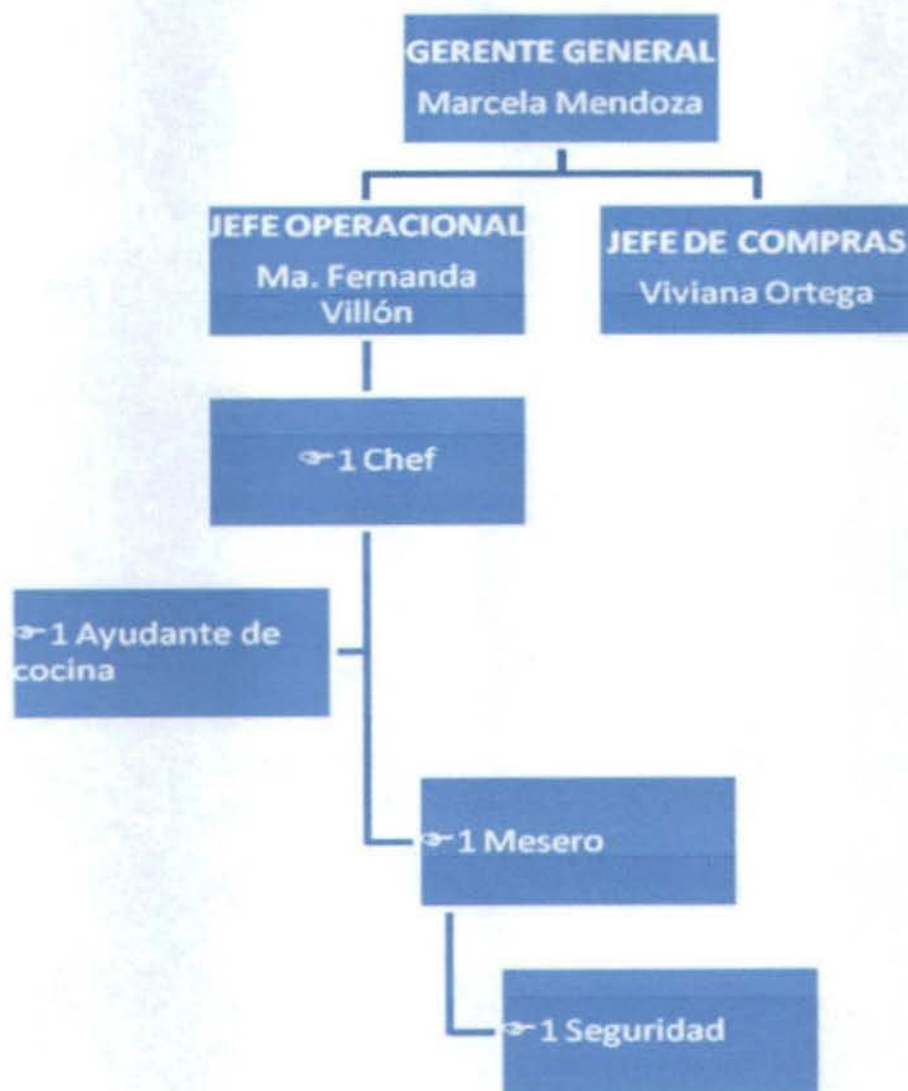 GERENTE GENERAL
Marcela Mendoza
JEFE OPERACIONAL
Ma. Fernanda
Villón
JEFE DE COMPRAS
Viviana Ortega
☞1 Chef
☞1 Ayudante de
cocina
☞1 Mesero
☞1 Seguridad